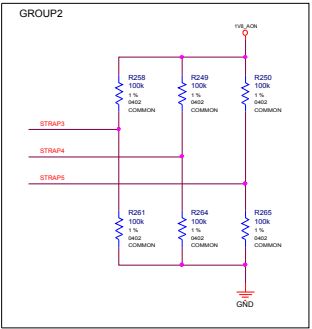 GROUP2
1V8_AON
R258
100k
1 %
0402
COMMON
R249
100k
1 %
0402
COMMON
R250
100k
1 %
0402
COMMON
STRAP3
STRAP4
STRAP5
R261
100k
1 %
0402
COMMON
R264
100k
1 %
0402
COMMON
R265
100k
1 %
0402
COMMON
GND